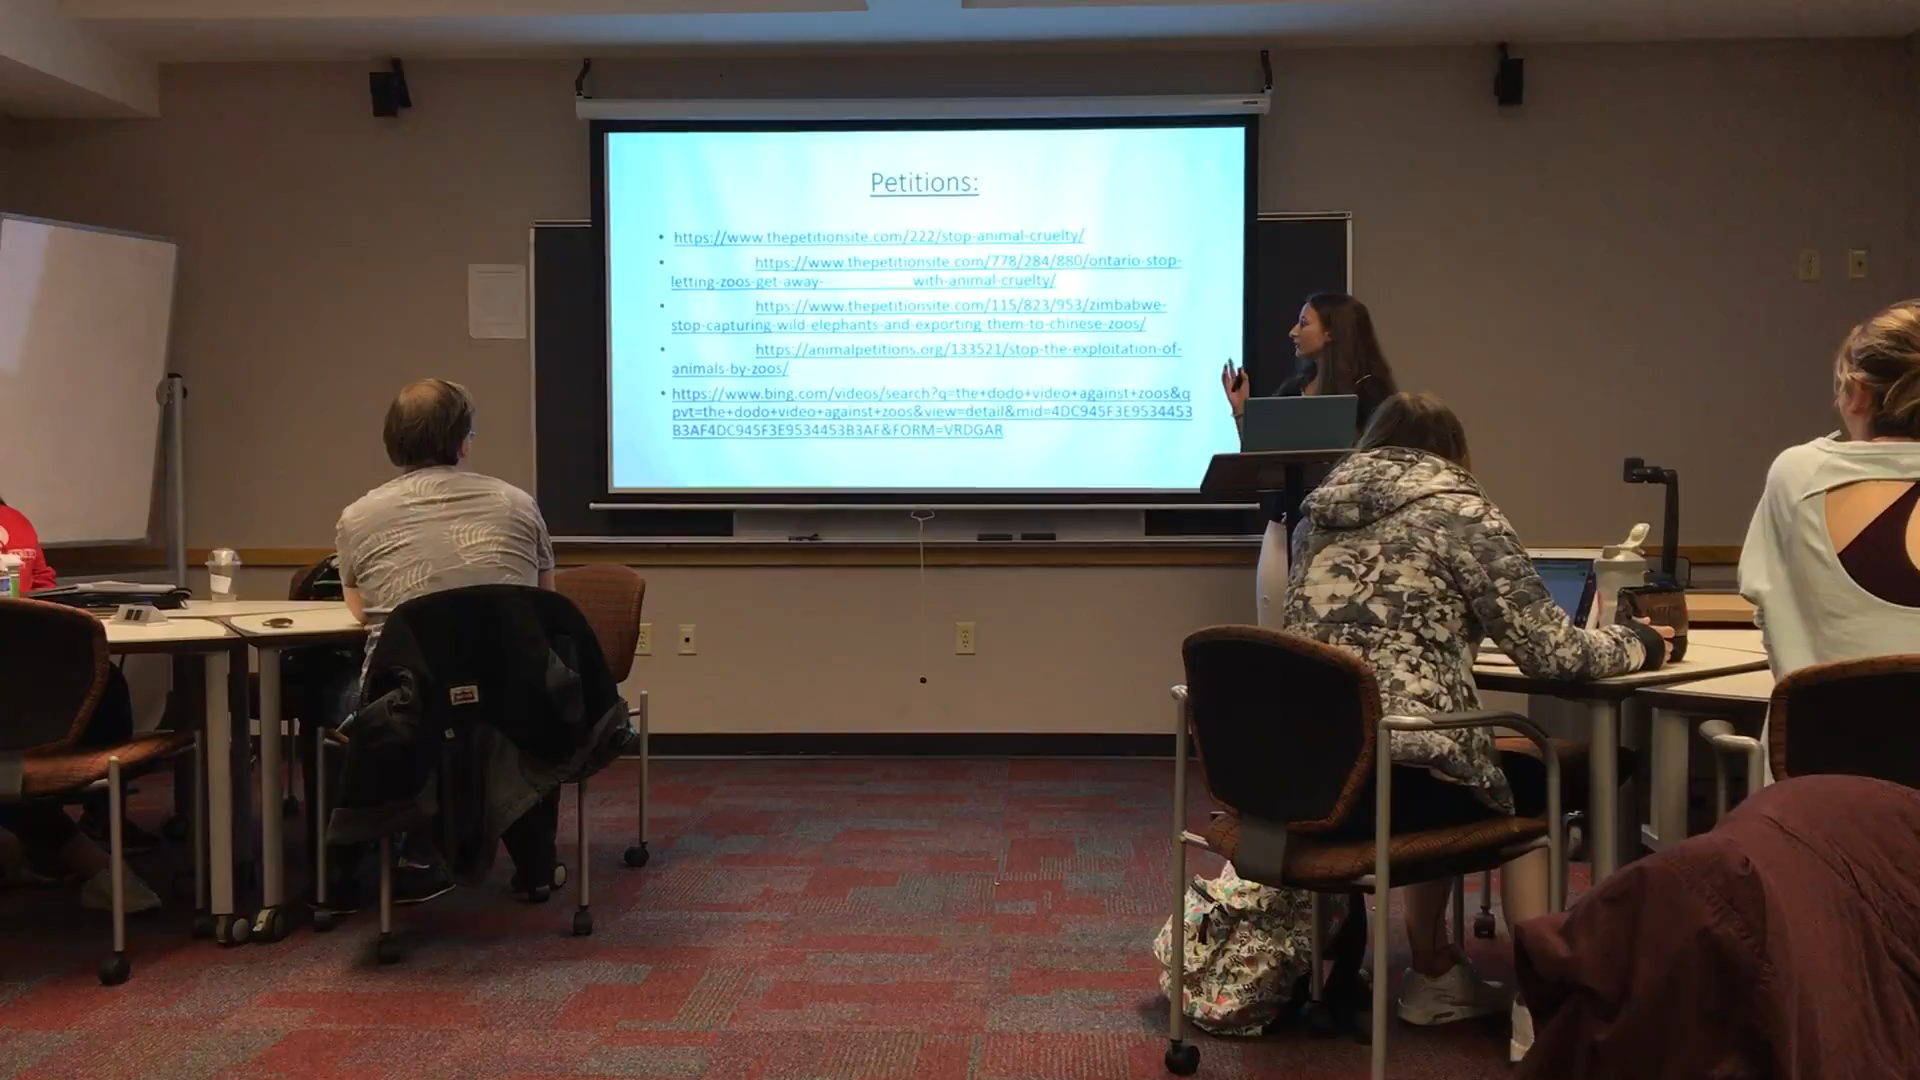 Petitions:
• https://www.thepetitionsite.com/222/stop-animal-cruelty/
• https://www.thepetitionsite.com/778/284/880/ontario-stop-
letting-zoos-get-away- with-animal-cruelty/
• https://www.thepetitionsite.com/115/823/953/zimbabwe-
stop-capturing-wild-elephants-and-exporting-them-to-chinese-zoos/
• https://animalpetitions.org/133521/stop-the-exploitation-of-
animals-by-zoos/
• https://www.bing.com/videos/search?q=the+dodo+video+against+zoos&q
pvt=the+dodo+video+against+zoos&view=detail&mid=4DC945F3E9534453
B3AF4DC945F3E9534453B3AF&FORM=VRDGAR